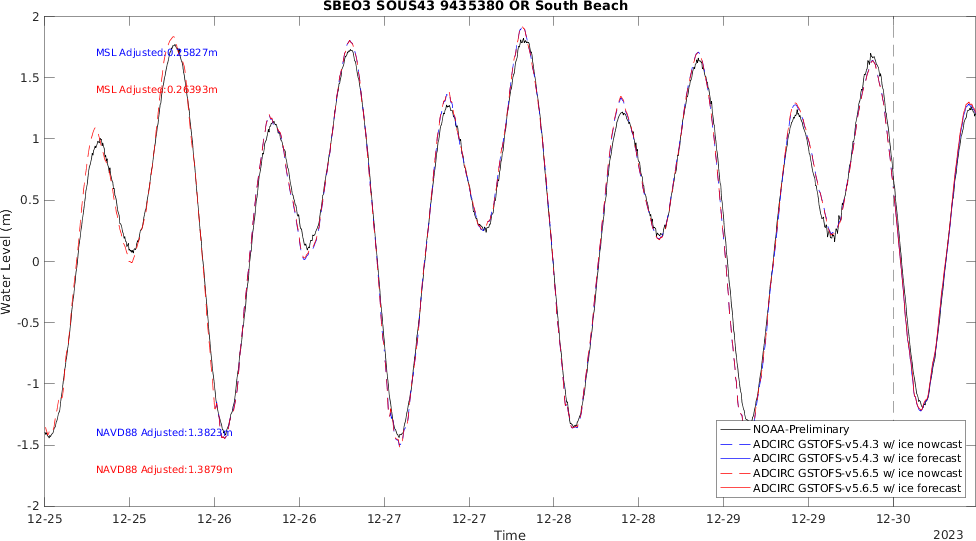 SBEO3 SOUS43 9435380 OR South Beach
2
1.5
1
0.5
0
-0.5
-1
-1.5
-2
Water Level (m)
MSL Adjusted:0.25827m
MSL Adjusted:0.26393m
NAVD88 Adjusted:1.3823m
NAVD88 Adjusted:1.3879m
NOAA-Preliminary
ADCIRC GSTOFS-v5.4.3 w/ ice nowcast
ADCIRC GSTOFS-v5.4.3 w/ ice forecast
ADCIRC GSTOFS-v5.6.5 w/ ice nowcast
ADCIRC GSTOFS-v5.6.5 w/ ice forecast
12-25 12-25 12-26 12-26 12-27 12-27 12-28 12-28 12-29 12-29 12-30
Time
2023